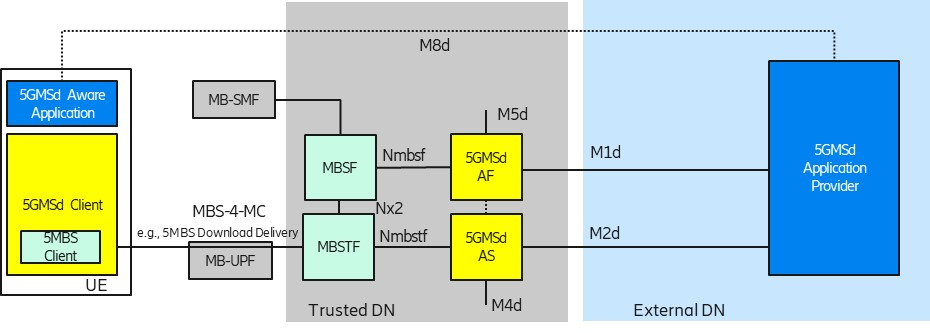 M8d
5GMSd Aware
Application
MB-SMF
M5d
MBSF
Nmbsf
5GMSd
AF
M1d
5GMSd
Application
Provider
5GMSd Client
MBS-4-MC
Nx2
e.g., 5MBS Download Delivery
5MBS
Client
MB-UPF
MBSTF
Nmbstf
5GMSd
AS
M2d
UE
Trusted DN
M4d
External DN